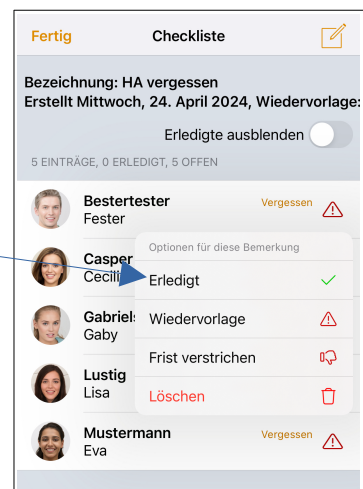 Fertig Checkliste
Bezeichnung: HA vergessen
Erstellt Mittwoch, 24. April 2024, Wiedervorlage:
Erledigte ausblenden
5 EINTRÄGE, 0 ERLEDIGT, 5 OFFEN
Bestertester Vergessen
Fester
Optionen für diese Bemerkung
Casper
Erledigt
Wiedervorlage
Gaby
Frist verstrichen
Lustig
Lisa
Löschen
Mustermann Vergessen
Eva